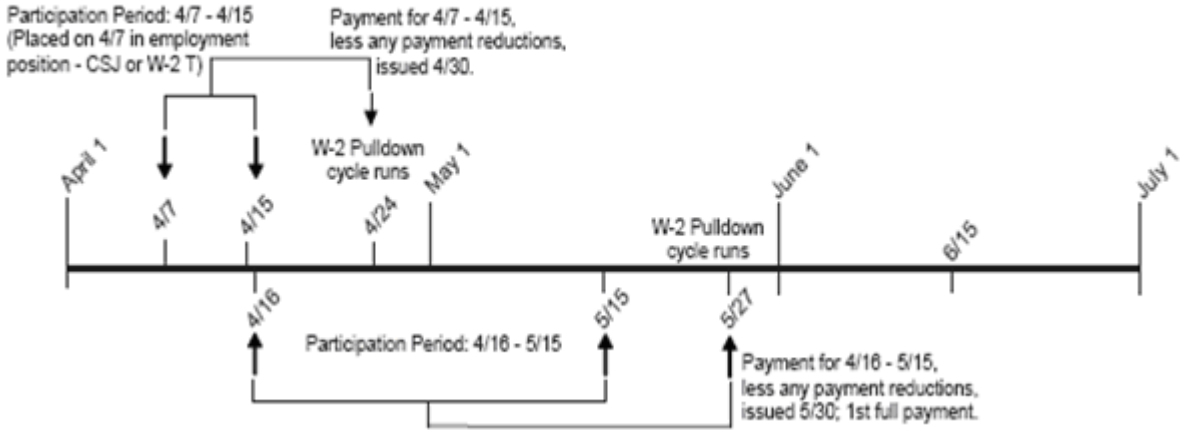 Participation Period: 4/7 - 4/15
(Placed on 4/7 in employment
position - CSJ or W-2 T)
Payment for 4/7 - 4/15,
less any payment reductions,
issued 4/30.
W-2 Pulldown
cycle runs
April 1
4/7
4/15
4/24
May 1
W-2 Pulldown
cycle runs
June 1
6/15
July 1
4/16
5/15
5/27
Participation Period: 4/16 - 5/15
Payment for 4/16 - 5/15,
less any payment reductions,
issued 5/30; 1st full payment.